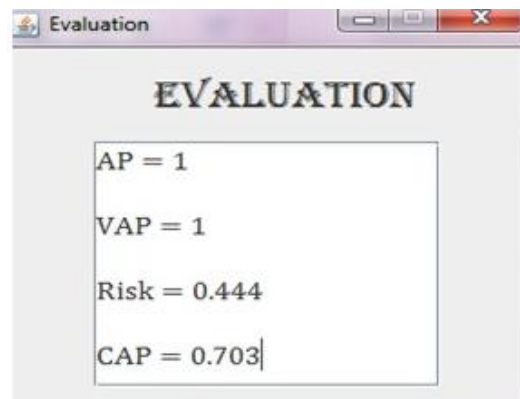 Evaluation
EVALUATION
AP = 1
VAP = 1
Risk = 0.444
CAP = 0.703